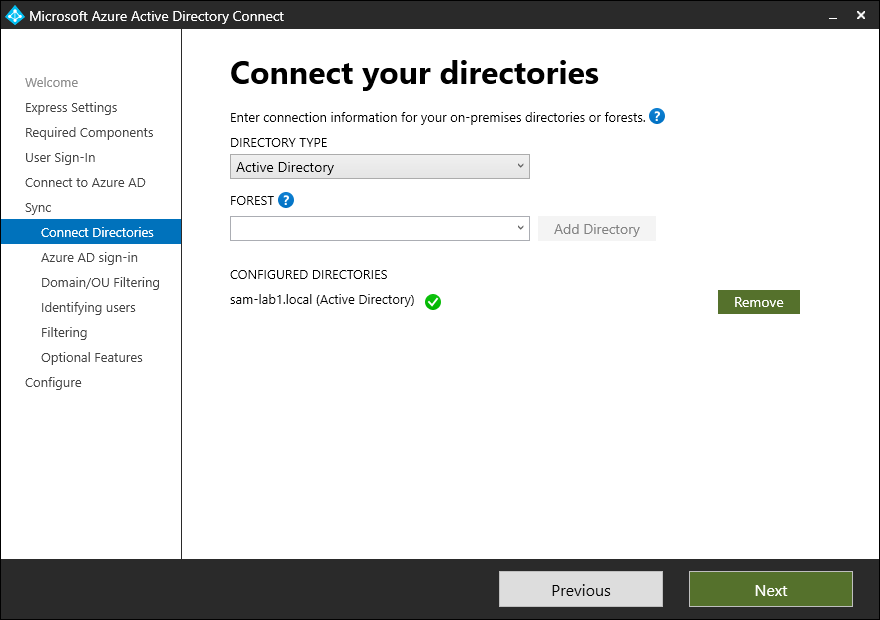 Microsoft Azure Active Directory Connect
Welcome
Express Settings
Required Components
User Sign-In
Connect to Azure AD
Sync
Connect Directories
Azure AD sign-in
Domain/OU Filtering
Identifying users
Filtering
Optional Features
Configure
Connect your directories
Enter connection information for your on-premises directories or forests. ?
DIRECTORY TYPE
Active Directory
FOREST ?
Add Directory
CONFIGURED DIRECTORIES
sam-lab1.local (Active Directory)
Remove
Previous
Next